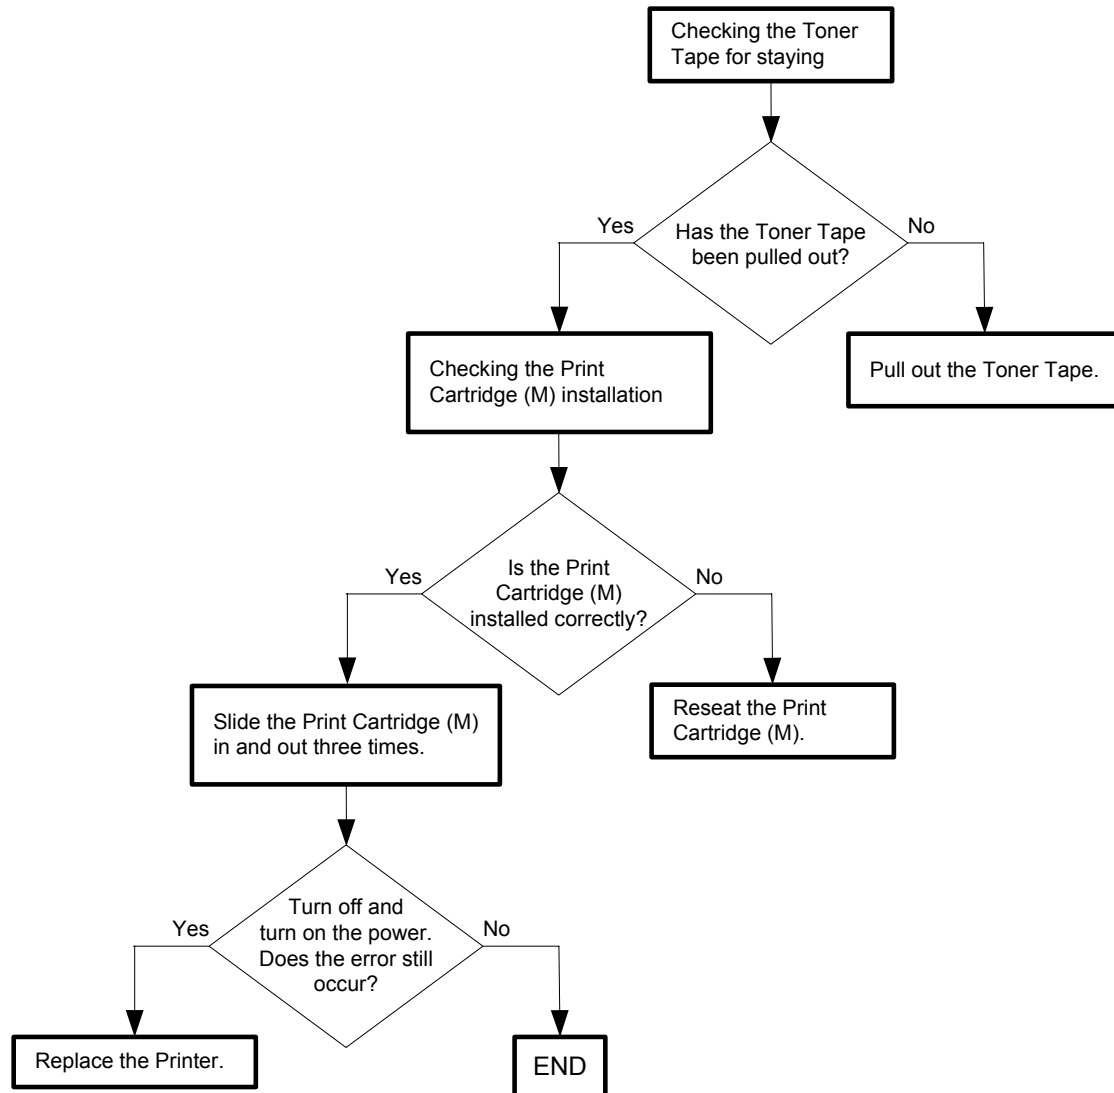 Checking the Toner
Tape for staying
Yes
Has the Toner Tape
been pulled out?
No
Checking the Print
Cartridge (M) installation
Pull out the Toner Tape.
Yes
Is the Print
Cartridge (M)
installed correctly?
No
Slide the Print Cartridge (M)
in and out three times.
Reseat the Print
Cartridge (M).
Yes
Turn off and
turn on the power.
Does the error still
occur?
No
Replace the Printer.
END